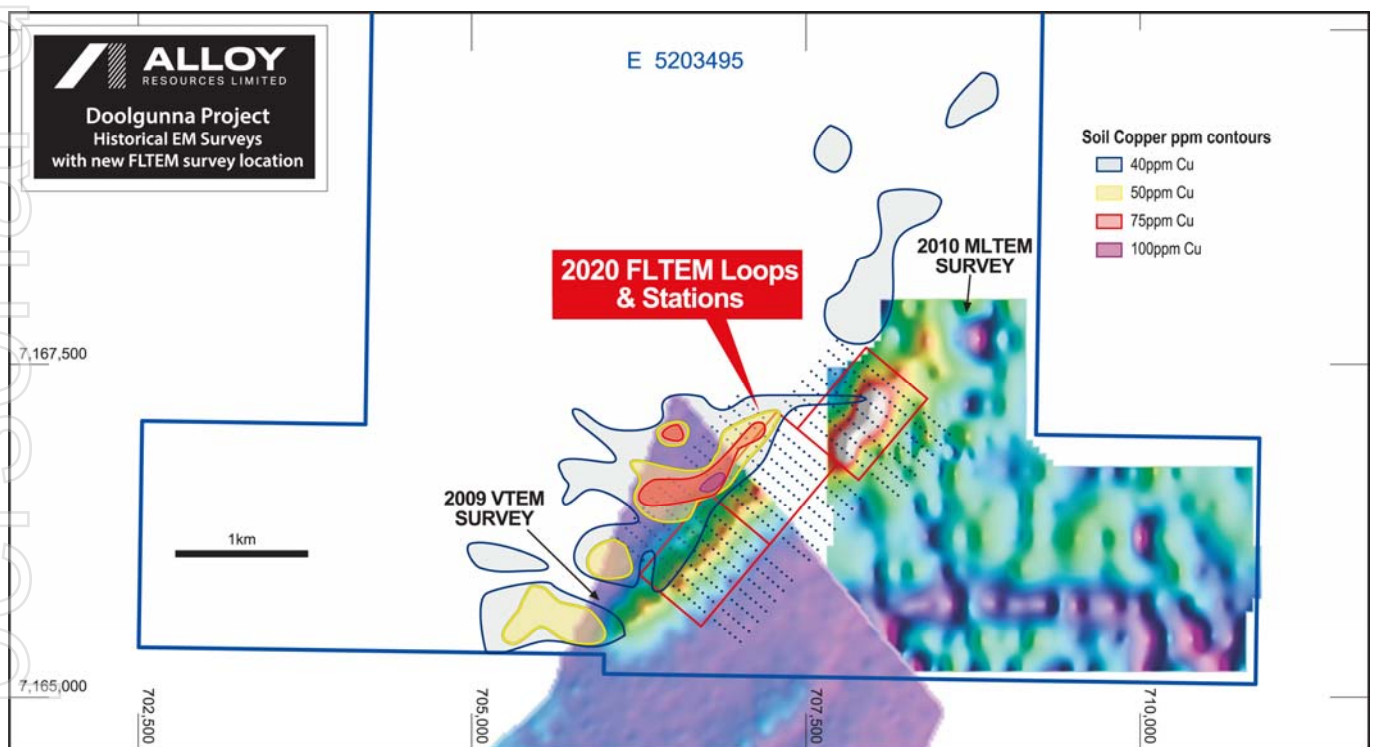 ALLOY
RESOURCES LIMITED
Doolgunna Project
Historical EM Surveys
with new FLTEM survey location
E 5203495
Soil Copper ppm contours
40ppm Cu
50ppm Cu
75ppm Cu
100ppm Cu
2010 MLTEM
SURVEY
2020 FLTEM Loops
& Stations
7,167,500
2009 VTEM
SURVEY
1km
7,165,000
702,500
705,000
707,500
710,000